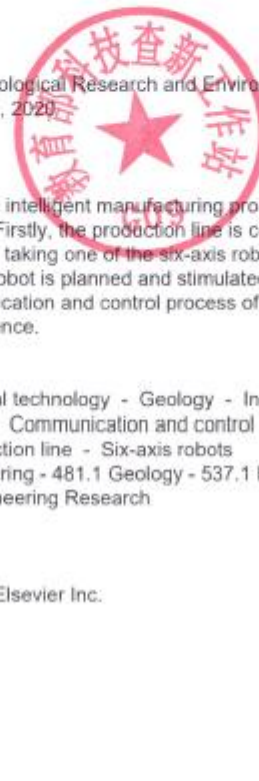 教育部科技查新工作站
G09
ological Research and Enviro
, 2020
intelligent manufacturing pro
Firstly, the production line is c
taking one of the six-axis rob
obot is planned and stimulated
cation and control process of
ence.
al technology - Geology - In
Communication and control
ction line - Six-axis robots
ring - 481.1 Geology - 537.1
ineering Research
Elsevier Inc.